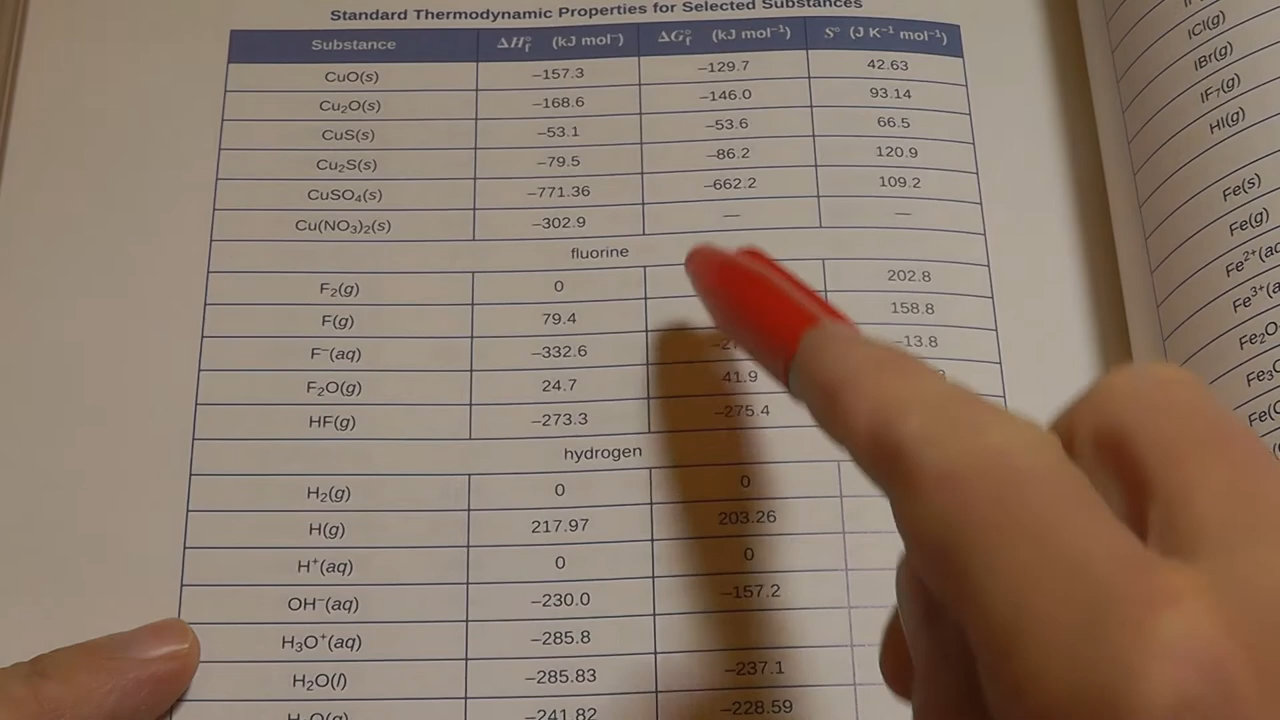 Standard Thermodynamic Properties for Selected Substances
Substance ΔH°f (kJ mol⁻) ΔG°f (kJ mol⁻¹) S° (J K⁻¹ mol⁻¹)
CuO(s) –157.3 –129.7 42.63
Cu₂O(s) –168.6 –146.0 93.14
CuS(s) –53.1 –53.6 66.5
Cu₂S(s) –79.5 –86.2 120.9
CuSO₄(s) –771.36 –662.2 109.2
Cu(NO₃)₂(s) –302.9 — —
fluorine
F₂(g) 0 202.8
F(g) 79.4 158.8
F⁻(aq) –332.6 –13.8
F₂O(g) 24.7 41.9
HF(g) –273.3 –275.4
hydrogen
H₂(g) 0 0
H(g) 217.97 203.26
H⁺(aq) 0 0
OH⁻(aq) –230.0 –157.2
H₃O⁺(aq) –285.8
H₂O(l) –285.83 –237.1
H₂O(g) –241.82 –228.59
ICl(g)
IBr(g)
IF₇(g)
HI(g)
Fe(s)
Fe(g)